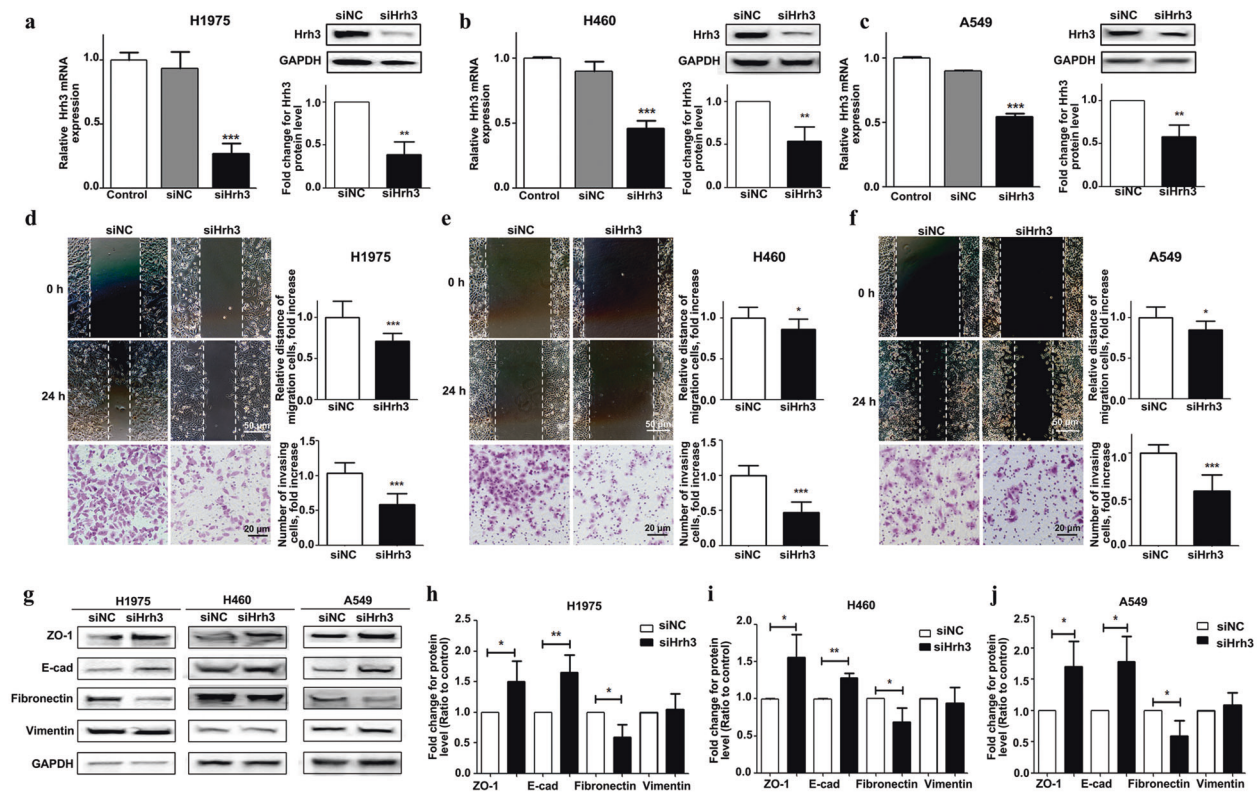 a
H1975
Ralative Hrh3 mRNA
expression
1.0
0.5
0.0
***
Control
siNC
siHrh3
siNC
siHrh3
Hrh3
GAPDH
Fold change for Hrh3
protein level
1.0
0.5
0.0
**
siNC
siHrh3
b
H460
Ralative Hrh3 mRNA
expression
1.0
0.5
0.0
***
Control
siNC
siHrh3
siNC
siHrh3
Hrh3
GAPDH
Fold change for Hrh3
protein level
1.0
0.5
0.0
**
siNC
siHrh3
c
A549
Ralative Hrh3 mRNA
expression
1.0
0.5
0.0
***
Control
siNC
siHrh3
siNC
siHrh3
Hrh3
GAPDH
Fold change for Hrh3
protein level
1.0
0.5
0.0
**
siNC
siHrh3
d
siNC
siHrh3
0 h
24 h
50 μm
20 μm
H1975
Relative distance of
migration cells, fold increase
1.0
0.5
0.0
***
siNC
siHrh3
Number of invasing
cells, fold increase
1.5
1.0
0.5
0.0
***
siNC
siHrh3
e
siNC
siHrh3
0 h
24 h
50 μm
20 μm
H460
Relative distance of
migration cells, fold increase
1.0
0.5
0.0
*
siNC
siHrh3
Number of invasing
cells, fold increase
1.5
1.0
0.5
0.0
***
siNC
siHrh3
f
siNC
siHrh3
0 h
24 h
50 μm
20 μm
A549
Relative distance of
migration cells, fold increase
1.0
0.5
0.0
*
siNC
siHrh3
Number of invasing
cells, fold increase
1.0
0.5
0.0
***
siNC
siHrh3
g
H1975
H460
A549
siNC siHrh3
siNC siHrh3
siNC siHrh3
ZO-1
E-cad
Fibronectin
Vimentin
GAPDH
h
H1975
siNC
siHrh3
Fold change for protein
level (Ratio to control)
2.5
2.0
1.5
1.0
0.5
0.0
*
**
*
ZO-1 E-cad Fibronectin Vimentin
i
H460
siNC
siHrh3
Fold change for protein
level (Ratio to control)
2.0
1.5
1.0
0.5
0.0
*
**
*
ZO-1 E-cad Fibronectin Vimentin
j
A549
siNC
siHrh3
Fold change for protein
level (Ratio to control)
2.5
2.0
1.5
1.0
0.5
0.0
*
*
*
ZO-1 E-cad Fibronectin Vimentin